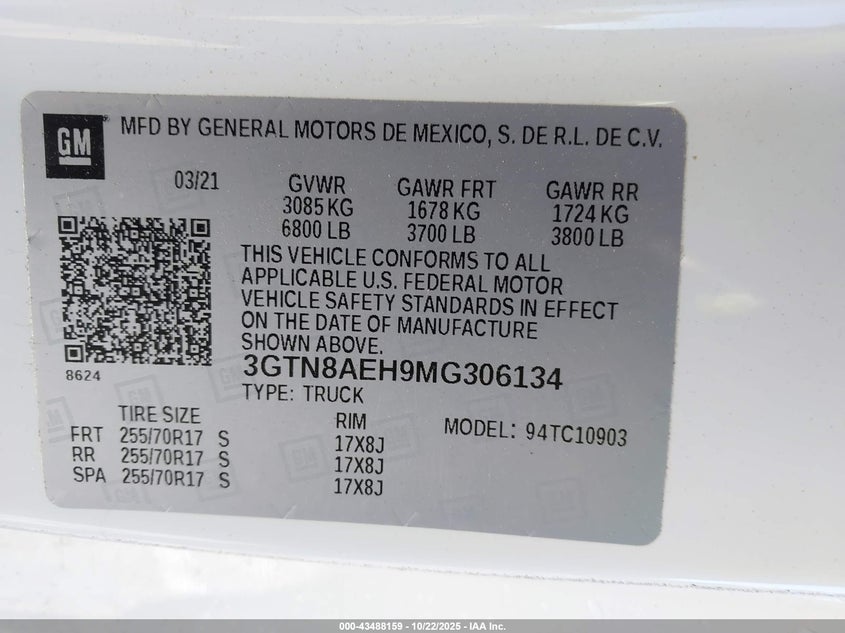 GM
MFD BY GENERAL MOTORS DE MEXICO, S. DE R.L. DE C.V.
03/21 GVWR GAWR FRT GAWR RR
3085 KG 1678 KG 1724 KG
6800 LB 3700 LB 3800 LB
THIS VEHICLE CONFORMS TO ALL
APPLICABLE U.S. FEDERAL MOTOR
VEHICLE SAFETY STANDARDS IN EFFECT
ON THE DATE OF MANUFACTURE
SHOWN ABOVE.
8624
3GTN8AEH9MG306134
TYPE: TRUCK
TIRE SIZE RIM MODEL: 94TC10903
FRT 255/70R17 S 17X8J
RR 255/70R17 S 17X8J
SPA 255/70R17 S 17X8J
000-43488159 - 10/22/2025 - IAA Inc.